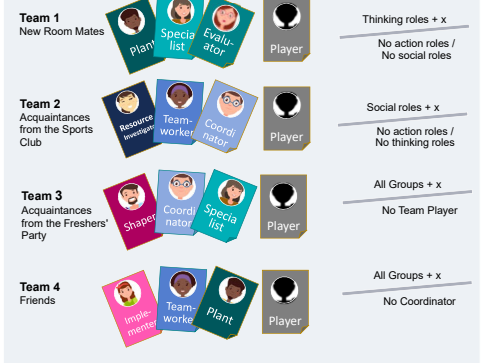 Team 1
New Room Mates
Plant
Specia
list
Evalu-
ator
Player
Thinking roles + x
No action roles /
No social roles
Team 2
Acquaintances
from the Sports
Club
Resource
Investigator
Team-
worker
Coordi
nator
Player
Social roles + x
No action roles /
No thinking roles
Team 3
Acquaintances
from the Freshers'
Party
Shaper
Coordi
nator
Specia
list
Player
All Groups + x
No Team Player
Team 4
Friends
Imple-
menter
Team-
worke
Plant
Player
All Groups + x
No Coordinator